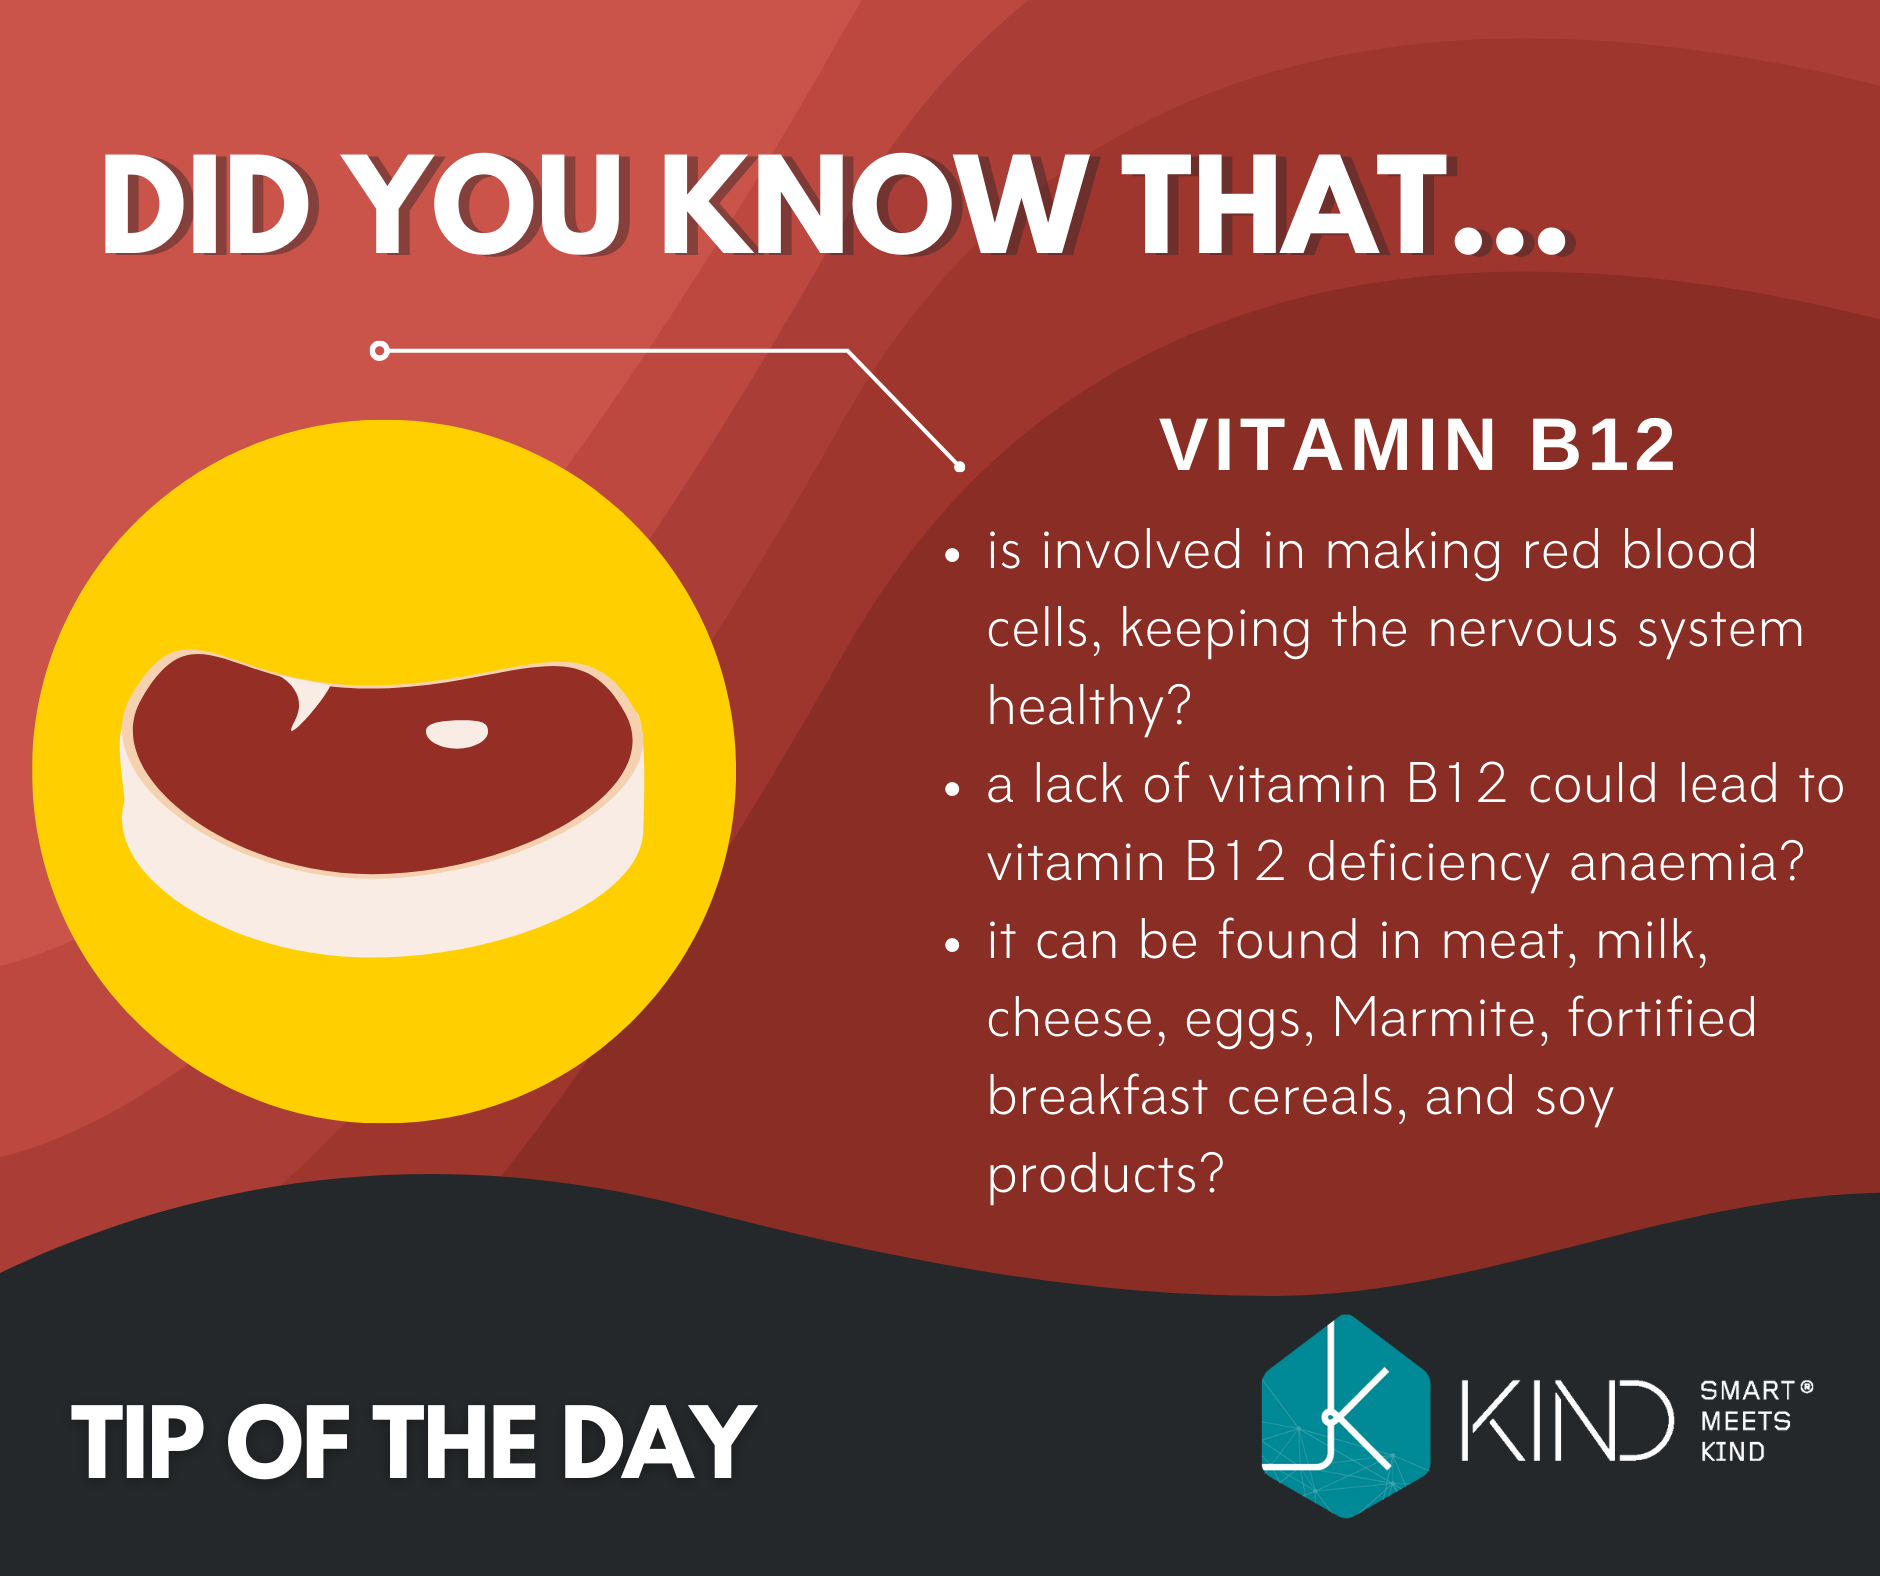 DID YOU KNOW THAT...
VITAMIN B12
• is involved in making red blood
cells, keeping the nervous system
healthy?
• a lack of vitamin B12 could lead to
vitamin B12 deficiency anaemia?
• it can be found in meat, milk,
cheese, eggs, Marmite, fortified
breakfast cereals, and soy
products?
TIP OF THE DAY
KIND
SMART®
MEETS
KIND